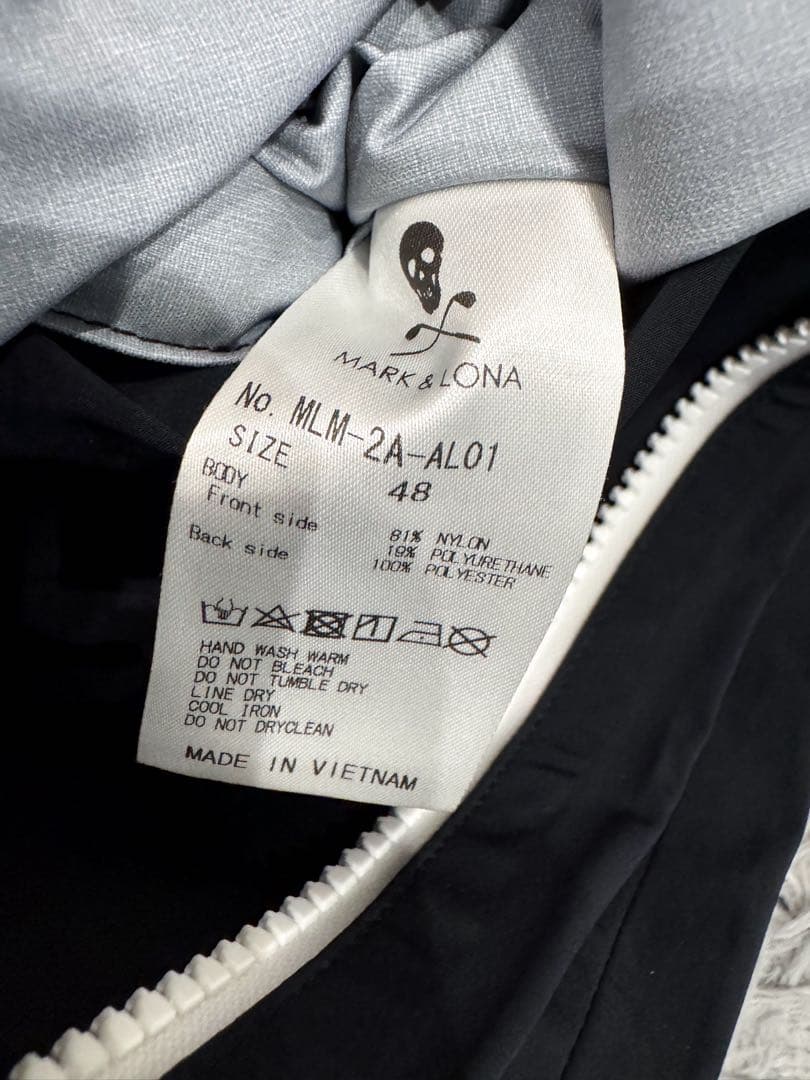 MARK & LONA
No. MLM-2A-AL01
SIZE 48
BODY
Front side 81% NYLON
19% POLYURETHANE
Back side 100% POLYESTER
HAND WASH WARM
DO NOT BLEACH
DO NOT TUMBLE DRY
LINE DRY
COOL IRON
DO NOT DRYCLEAN
MADE IN VIETNAM